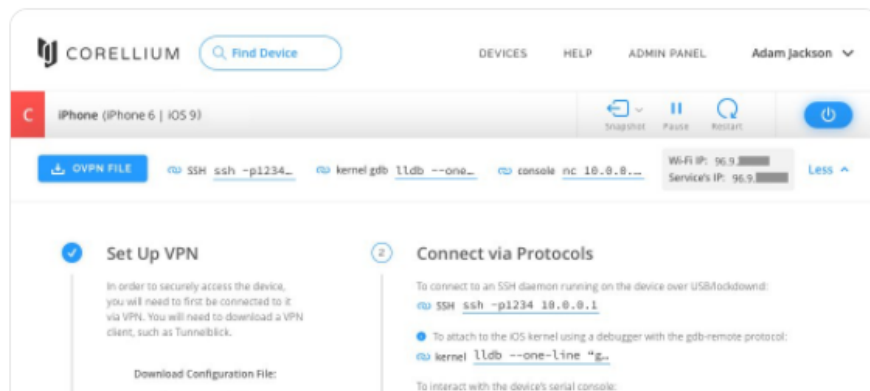 CORELLIUM
Find Device
DEVICES
HELP
ADMIN PANEL
Adam Jackson
C
iPhone (iPhone 6 | iOS 9)
Snapshot
Pause
Restart
OVPN FILE
SSH ssh -p1234…
kernel gdb lldb --one…
console nc 10.0.0.…
Wi-Fi IP: 96.9.
Service's IP: 96.9.
Less
Set Up VPN
In order to securely access the device,
you will need to first be connected to it
via VPN. You will need to download a VPN
client, such as Tunnelblick.
Download Configuration File:
2
Connect via Protocols
To connect to an SSH daemon running on the device over USB/lockdownd:
SSH ssh -p1234 10.0.0.1
To attach to the iOS kernel using a debugger with the gdb-remote protocol:
kernel lldb --one-line "g…
To interact with the device's serial console: